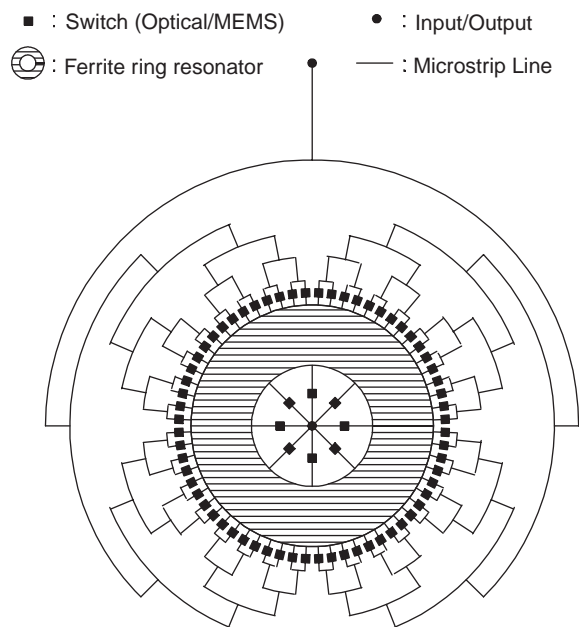 : Switch (Optical/MEMS)
: Input/Output
: Ferrite ring resonator
: Microstrip Line